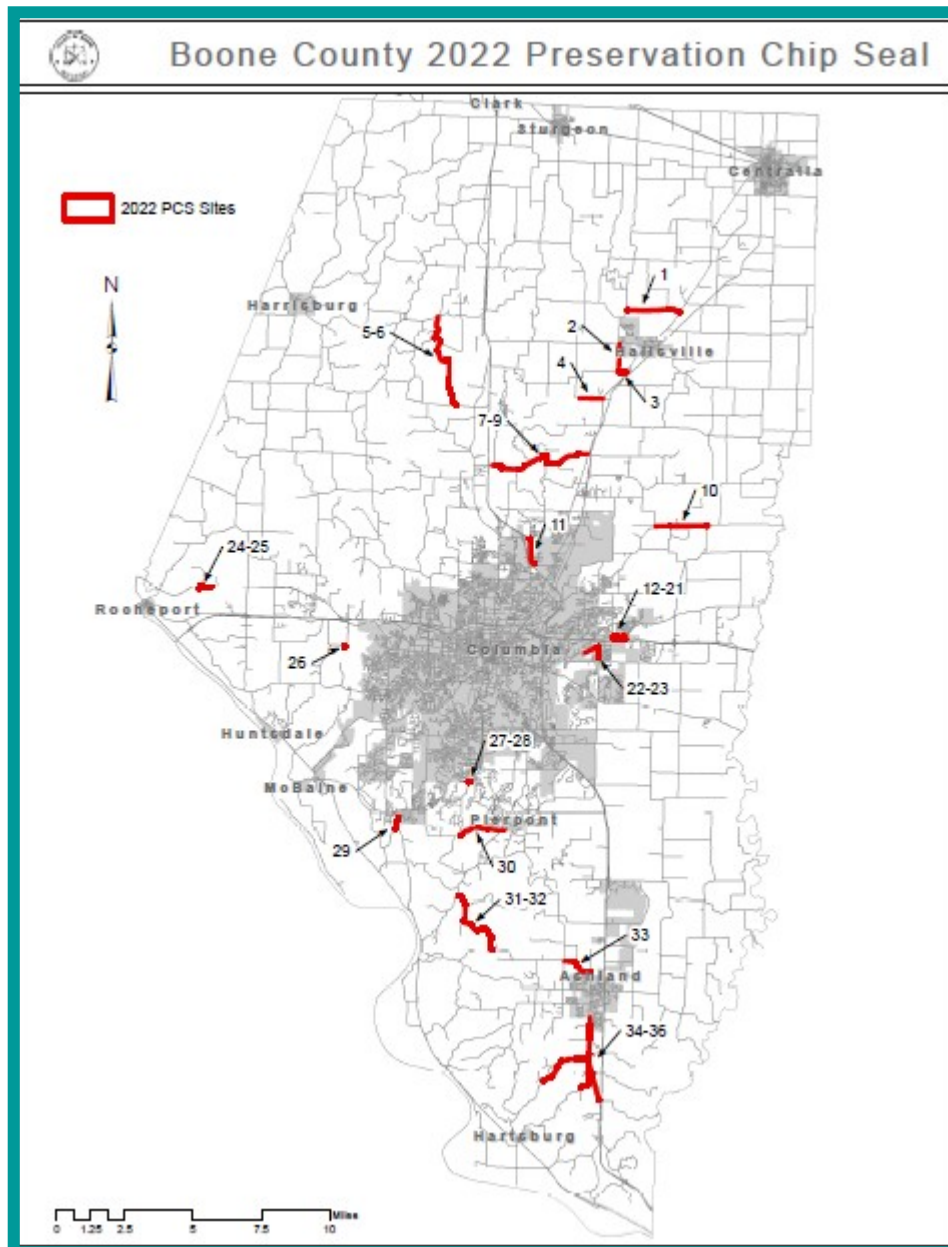 Boone County 2022 Preservation Chip Seal
Clark
Sturgeon
Centralia
2022 PCS Sites
N
1
Harrisburg
2
5-6
Hallsville
4
3
7-9
10
11
24-25
12-21
Rocheport
26
Columbia
22-23
Huntsdale
27-28
McBaine
Pierpont
29
30
31-32
33
Ashland
34-36
Hartsburg
Miles
0 1.25 2.5 5 7.5 10